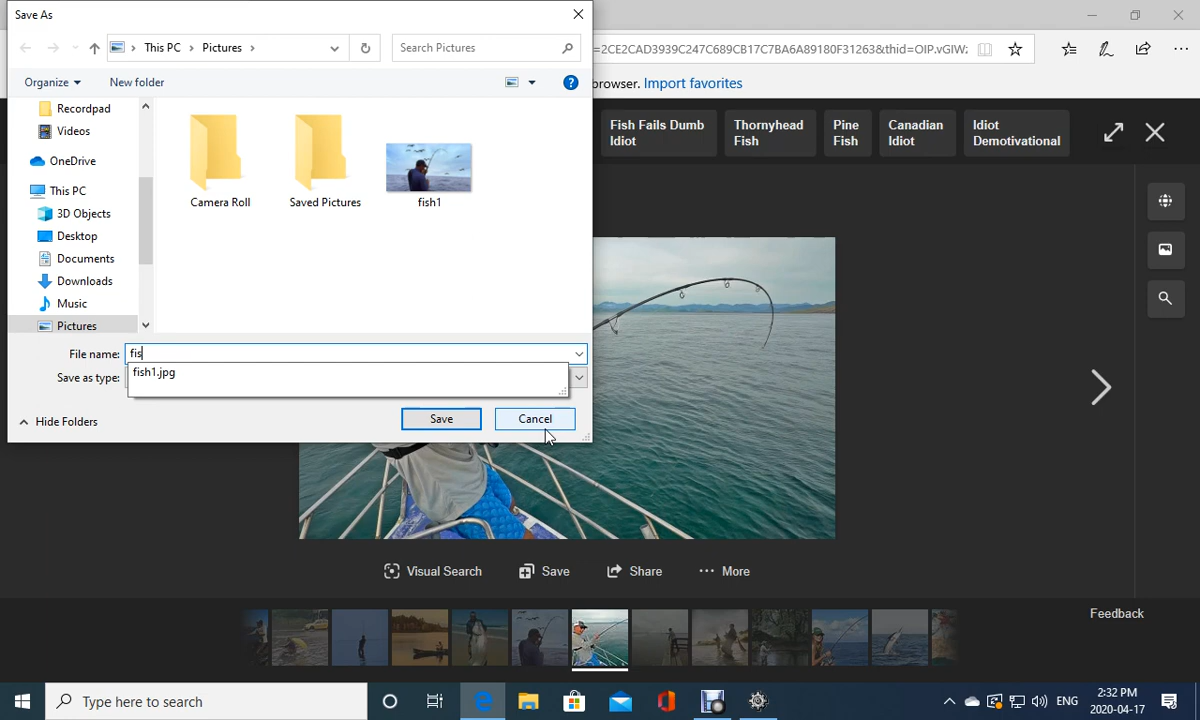 Save As
This PC
Pictures
Search Pictures
=2CE2CAD3939C247C689CB17C7BA6A89180F31263&thid=OIP.vGIW;
Organize
New folder
browser. Import favorites
Recordpad
Videos
OneDrive
This PC
3D Objects
Desktop
Documents
Downloads
Music
Pictures
Camera Roll
Saved Pictures
fish1
Fish Fails Dumb
Idiot
Thornyhead
Fish
Pine
Fish
Canadian
Idiot
Idiot
Demotivational
File name: fis
fish1.jpg
Save as type:
Hide Folders
Save
Cancel
Visual Search
Save
Share
More
Feedback
Type here to search
ENG
2:32 PM
2020-04-17